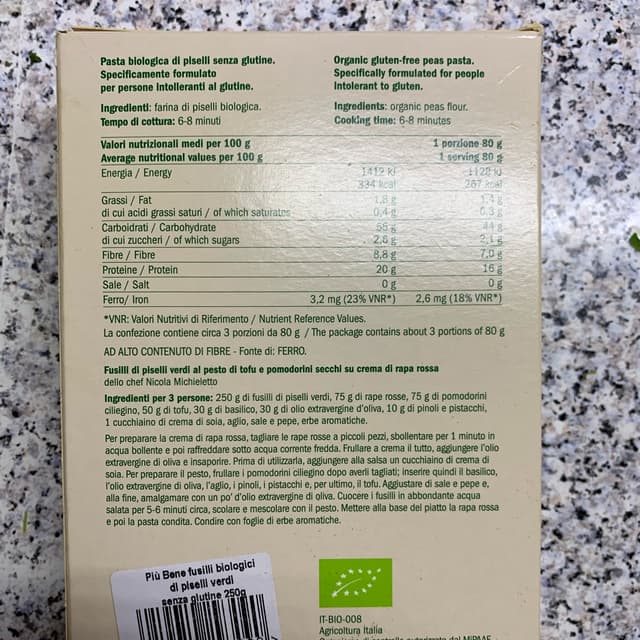 Pasta biologica di piselli senza glutine.
Specificamente formulato
per persone intolleranti al glutine.
Ingredienti: farina di piselli biologica.
Tempo di cottura: 6-8 minuti
Organic gluten-free peas pasta.
Specifically formulated for people
Intolerant to gluten.
Ingredients: organic peas flour.
Cooking time: 6-8 minutes
Valori nutrizionali medi per 100 g 1 porzione 80 g
Average nutritional values per 100 g 1 serving 80 g
Energia / Energy 1412 kJ 1129 kJ
334 kcal 267 kcal
Grassi / Fat 1,8 g 1,4 g
di cui acidi grassi saturi / of which saturates 0,4 g 0,3 g
Carboidrati / Carbohydrate 55 g 44 g
di cui zuccheri / of which sugars 2,6 g 2,1 g
Fibre / Fibre 8,8 g 7,0 g
Proteine / Protein 20 g 16 g
Sale / Salt 0 g 0 g
Ferro/ Iron 3,2 mg (23% VNR*) 2,6 mg (18% VNR*)
*VNR: Valori Nutritivi di Riferimento / Nutrient Reference Values.
La confezione contiene circa 3 porzioni da 80 g / The package contains about 3 portions of 80 g
AD ALTO CONTENUTO DI FIBRE - Fonte di: FERRO.
Fusilli di piselli verdi al pesto di tofu e pomodorini secchi su crema di rapa rossa
dello chef Nicola Michieletto
Ingredienti per 3 persone: 250 g di fusilli di piselli verdi, 75 g di rape rosse, 75 g di pomodorini
ciliegino, 50 g di tofu, 30 g di basilico, 30 g di olio extravergine d'oliva, 10 g di pinoli e pistacchi,
1 cucchiaino di crema di soia, aglio, sale e pepe, erbe aromatiche.
Per preparare la crema di rapa rossa, tagliare le rape rosse a piccoli pezzi, sbollentare per 1 minuto in
acqua bollente e poi raffreddare sotto acqua corrente fredda. Frullare a crema il tutto, aggiungere l'olio
extravergine di oliva e insaporire. Prima di utilizzarla, aggiungere alla salsa un cucchiaino di crema di
soia. Per preparare il pesto, frullare i pomodorini ciliegino dopo averli tagliati; inserire quindi il basilico,
l'olio extravergine di oliva, l'aglio, i pinoli, i pistacchi e, per ultimo, il tofu. Aggiustare di sale e pepe e,
alla fine, amalgamare con un po' d'olio extravergine di oliva. Cuocere i fusilli in abbondante acqua
salata per 5-6 minuti circa, scolare e mescolare con il pesto. Mettere alla base del piatto la rapa rossa
e poi la pasta condita. Condire con foglie di erbe aromatiche.
Più Bene fusilli biologici
di piselli verdi
senza glutine 250g
IT-BIO-008
Agricoltura Italia